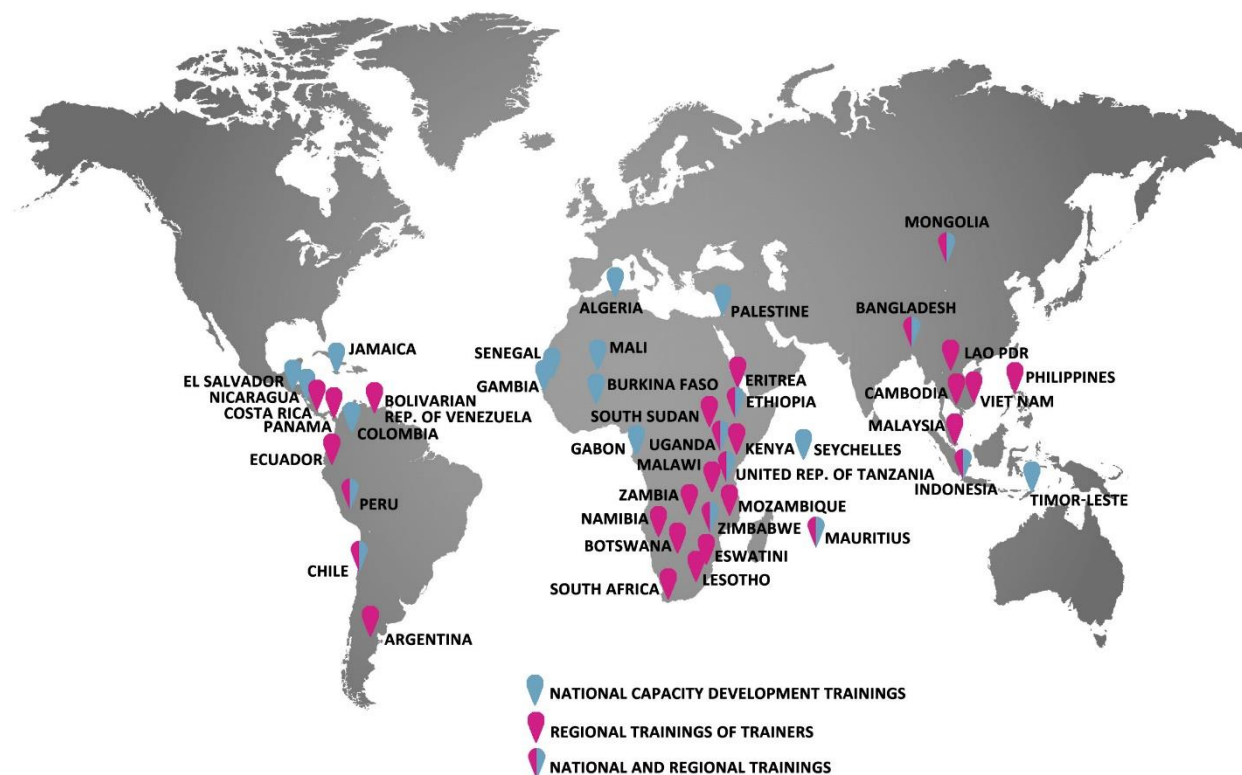 MONGOLIA
BANGLADESH
ALGERIA
PALESTINE
JAMAICA
SENEGAL
MALI
LAO PDR
EL SALVADOR
GAMBIA
BURKINA FASO
ERITREA
PHILIPPINES
NICARAGUA
BOLIVARIAN
REP. OF VENEZUELA
ETHIOPIA
CAMBODIA
VIET NAM
COSTA RICA
SOUTH SUDAN
PANAMA
COLOMBIA
MALAYSIA
GABON
UGANDA
KENYA
SEYCHELLES
ECUADOR
MALAWI
UNITED REP. OF TANZANIA
INDONESIA
TIMOR-LESTE
PERU
ZAMBIA
MOZAMBIQUE
NAMIBIA
ZIMBABWE
MAURITIUS
BOTSWANA
ESWATINI
CHILE
LESOTHO
SOUTH AFRICA
ARGENTINA
NATIONAL CAPACITY DEVELOPMENT TRAININGS
REGIONAL TRAININGS OF TRAINERS
NATIONAL AND REGIONAL TRAININGS